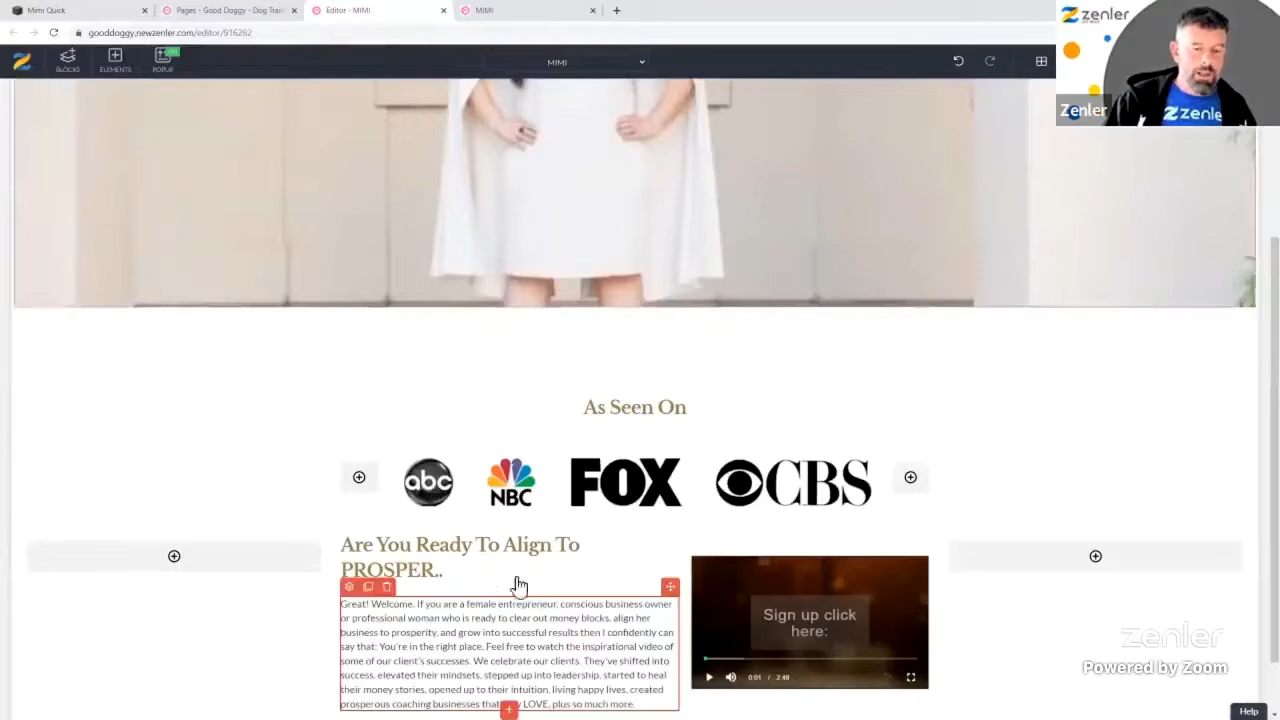 Mimi Quick
Pages - Good Doggy - Dog Train
Editor - MIMI
MIMI
gooddoggy.newzenler.com/editor/916282
BLOCKS
ELEMENTS
ON
POPUP
MIMI
zenler
zenle
Zenler
As Seen On
abc
NBC
FOX
CBS
Are You Ready To Align To
PROSPER..
Great! Welcome. If you are a female entrepreneur, conscious business owner
or professional woman who is ready to clear out money blocks, align her
business to prosperity, and grow into successful results then I confidently can
say that: You're in the right place. Feel free to watch the inspirational video of
some of our client's successes. We celebrate our clients. They've shifted into
success, elevated their mindsets, stepped up into leadership, started to heal
their money stories, opened up to their intuition, living happy lives, created
prosperous coaching businesses that LOVE, plus so much more.
Sign up click
here:
0:01 / 2:48
zenler
Powered by Zoom
Help